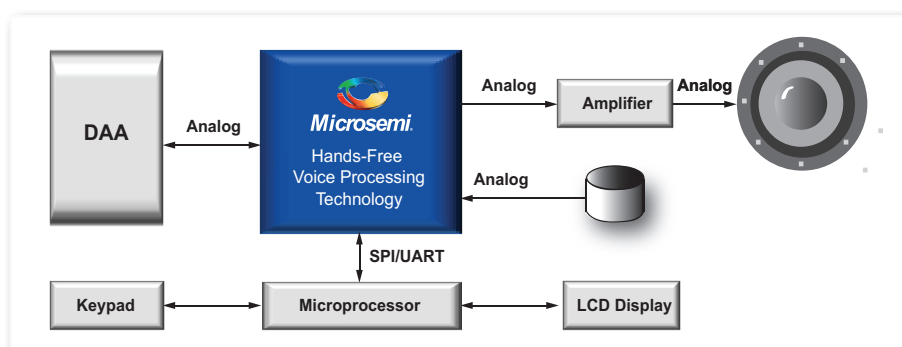 DAA
Analog
Microsemi.
Hands-Free
Voice Processing
Technology
Analog
Amplifier
Analog
Analog
SPI/UART
Keypad
Microprocessor
LCD Display